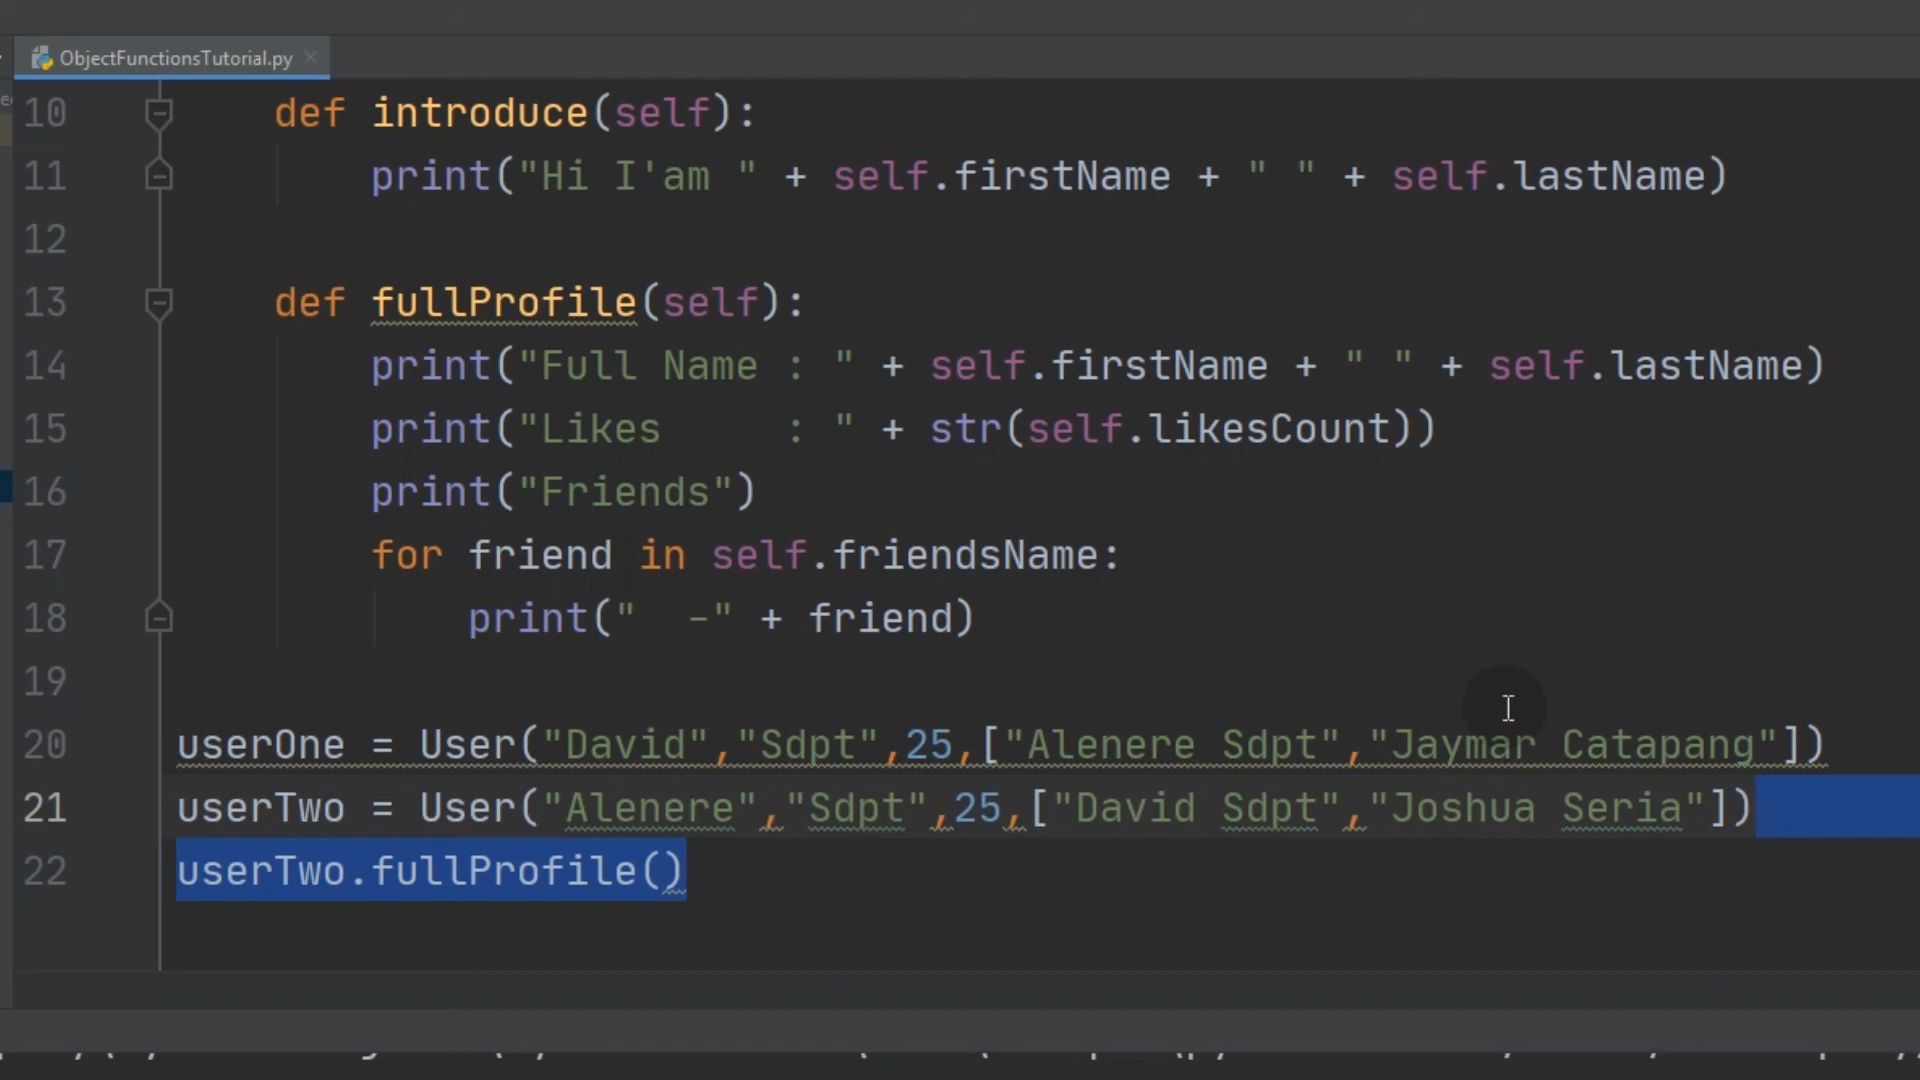 ObjectFunctionsTutorial.py
10 def introduce(self):
11 print("Hi I'am " + self.firstName + " " + self.lastName)
12
13 def fullProfile(self):
14 print("Full Name : " + self.firstName + " " + self.lastName)
15 print("Likes     : " + str(self.likesCount))
16 print("Friends")
17 for friend in self.friendsName:
18 print("  -" + friend)
19
20 userOne = User("David","Sdpt",25,["Alenere Sdpt","Jaymar Catapang"])
21 userTwo = User("Alenere","Sdpt",25,["David Sdpt","Joshua Seria"])
22 userTwo.fullProfile()